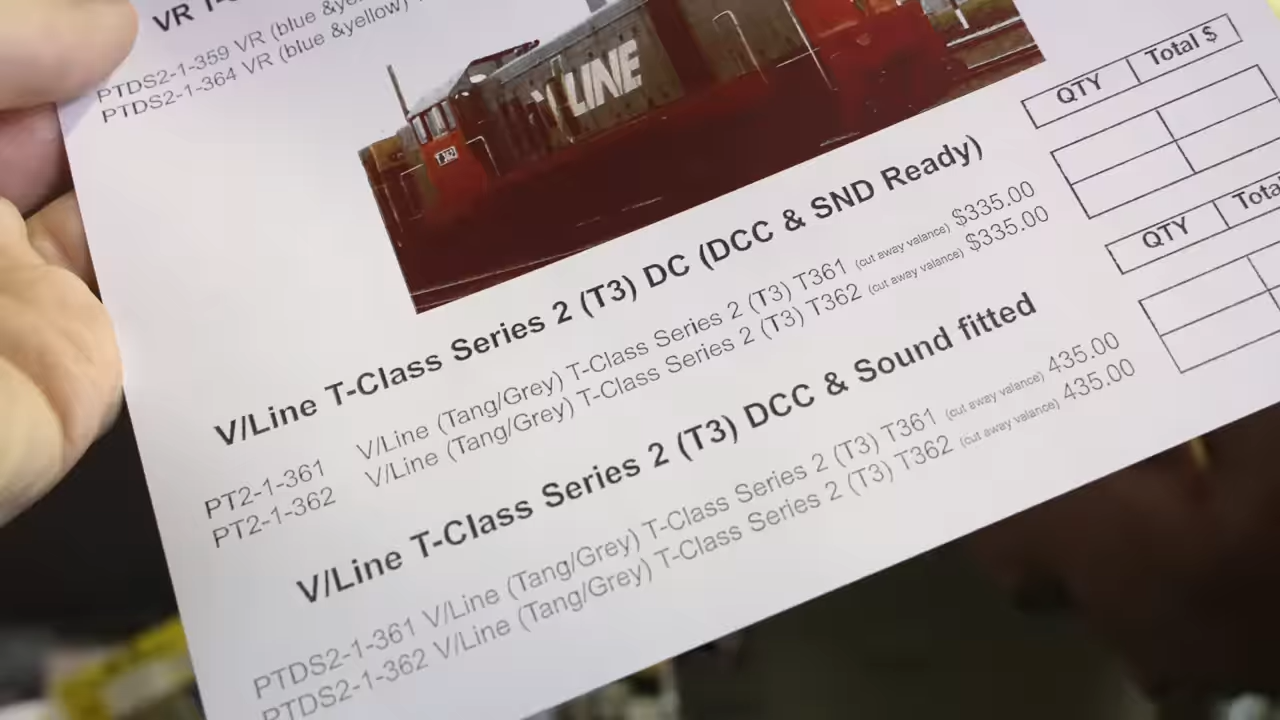 VR T-
PTDS2-1-359 VR (blue &yellow)
PTDS2-1-364 VR (blue &yellow)
V/LINE
T 362
QTY Total $
V/Line T-Class Series 2 (T3) DC (DCC & SND Ready)
PT2-1-361 V/Line (Tang/Grey) T-Class Series 2 (T3) T361 (cut away valance) $335.00
PT2-1-362 V/Line (Tang/Grey) T-Class Series 2 (T3) T362 (cut away valance) $335.00
QTY Total
V/Line T-Class Series 2 (T3) DCC & Sound fitted
PTDS2-1-361 V/Line (Tang/Grey) T-Class Series 2 (T3) T361 (cut away valance) 435.00
PTDS2-1-362 V/Line (Tang/Grey) T-Class Series 2 (T3) T362 (cut away valance) 435.00